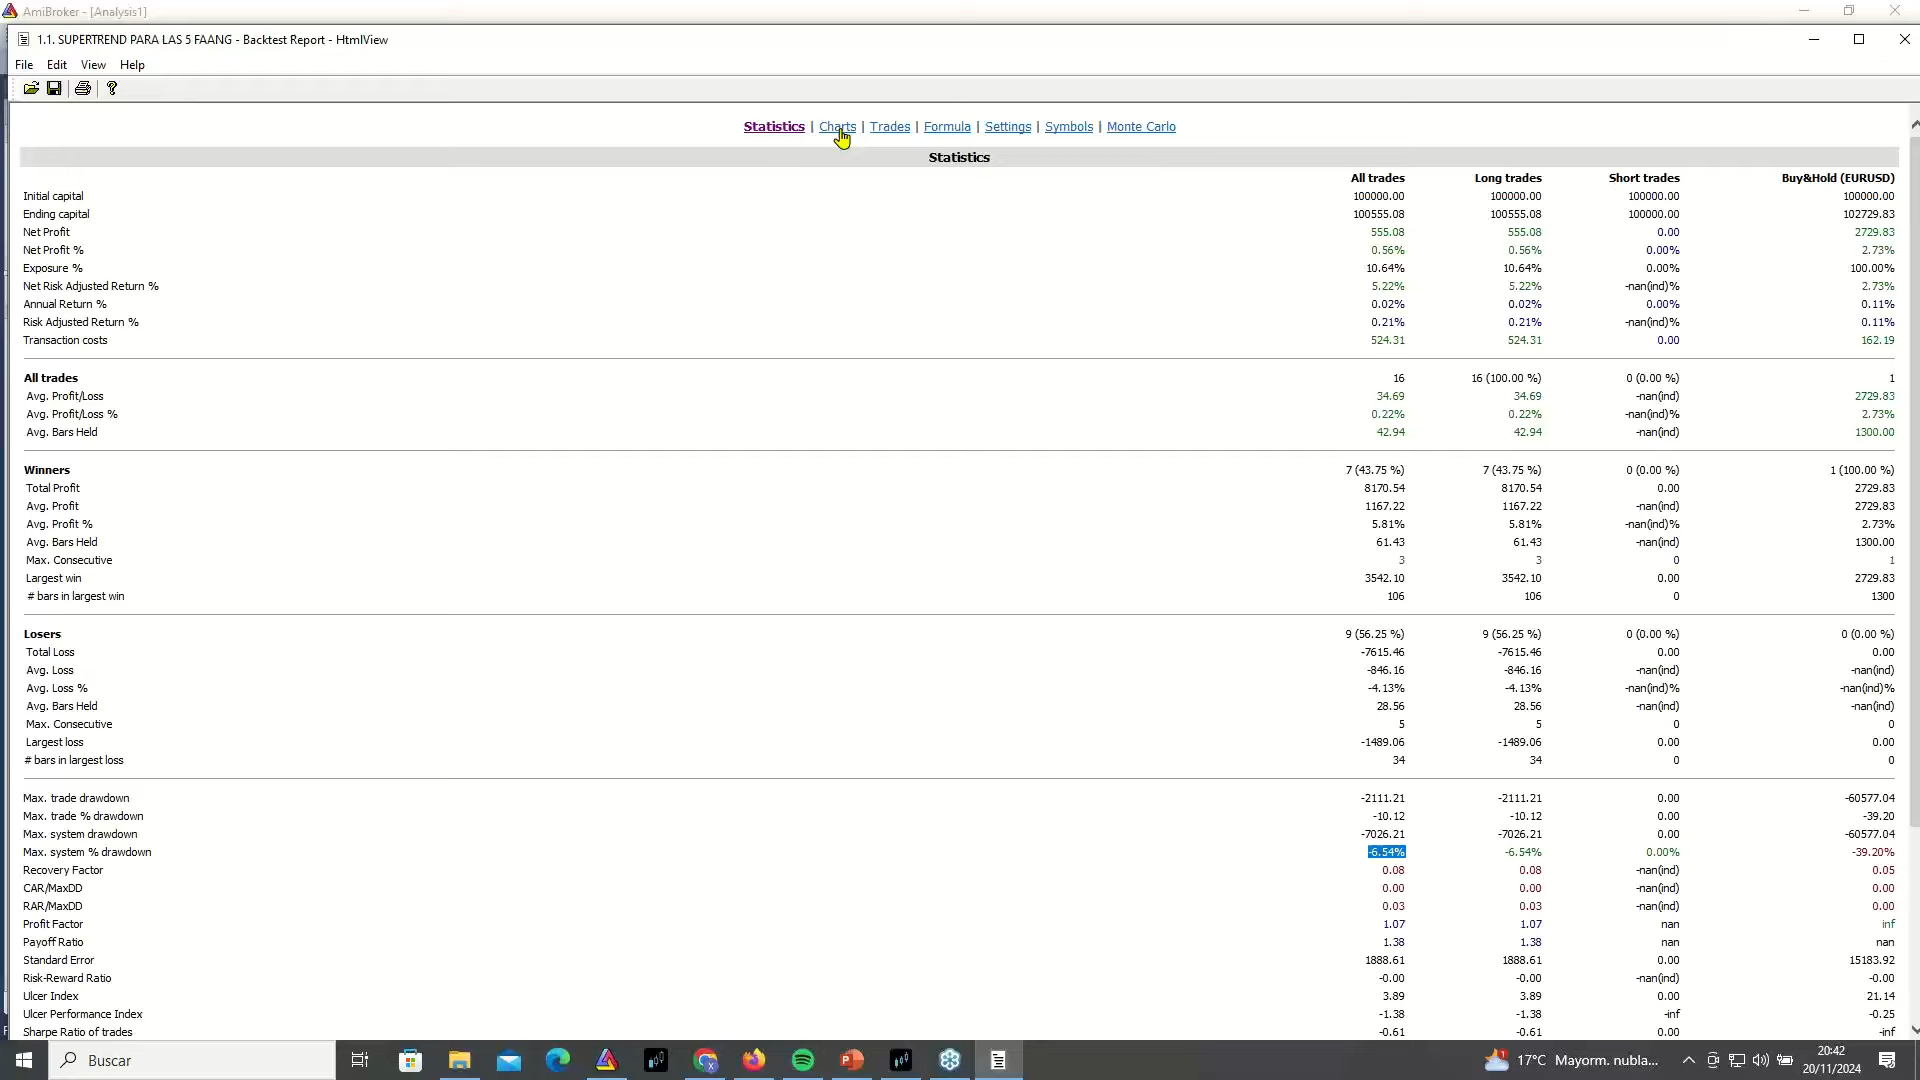 AmiBroker - [Analysis1]
1.1. SUPERTREND PARA LAS 5 FAANG - Backtest Report - HtmlView
File Edit View Help
Statistics | Charts | Trades | Formula | Settings | Symbols | Monte Carlo
Statistics
All trades Long trades Short trades Buy&Hold (EURUSD)
Initial capital 100000.00 100000.00 100000.00 100000.00
Ending capital 100555.08 100555.08 100000.00 102729.83
Net Profit 555.08 555.08 0.00 2729.83
Net Profit % 0.56% 0.56% 0.00% 2.73%
Exposure % 10.64% 10.64% 0.00% 100.00%
Net Risk Adjusted Return % 5.22% 5.22% -nan(ind)% 2.73%
Annual Return % 0.02% 0.02% 0.00% 0.11%
Risk Adjusted Return % 0.21% 0.21% -nan(ind)% 0.11%
Transaction costs 524.31 524.31 0.00 162.19
All trades 16 16 (100.00 %) 0 (0.00 %) 1
Avg. Profit/Loss 34.69 34.69 -nan(ind) 2729.83
Avg. Profit/Loss % 0.22% 0.22% -nan(ind)% 2.73%
Avg. Bars Held 42.94 42.94 -nan(ind) 1300.00
Winners 7 (43.75 %) 7 (43.75 %) 0 (0.00 %) 1 (100.00 %)
Total Profit 8170.54 8170.54 0.00 2729.83
Avg. Profit 1167.22 1167.22 -nan(ind) 2729.83
Avg. Profit % 5.81% 5.81% -nan(ind)% 2.73%
Avg. Bars Held 61.43 61.43 -nan(ind) 1300.00
Max. Consecutive 3 3 0 1
Largest win 3542.10 3542.10 0.00 2729.83
# bars in largest win 106 106 0 1300
Losers 9 (56.25 %) 9 (56.25 %) 0 (0.00 %) 0 (0.00 %)
Total Loss -7615.46 -7615.46 0.00 0.00
Avg. Loss -846.16 -846.16 -nan(ind) -nan(ind)
Avg. Loss % -4.13% -4.13% -nan(ind)% -nan(ind)%
Avg. Bars Held 28.56 28.56 -nan(ind) -nan(ind)
Max. Consecutive 5 5 0 0
Largest loss -1489.06 -1489.06 0.00 0.00
# bars in largest loss 34 34 0 0
Max. trade drawdown -2111.21 -2111.21 0.00 -60577.04
Max. trade % drawdown -10.12 -10.12 0.00 -39.20
Max. system drawdown -7026.21 -7026.21 0.00 -60577.04
Max. system % drawdown -6.54% -6.54% 0.00% -39.20%
Recovery Factor 0.08 0.08 -nan(ind) 0.05
CAR/MaxDD 0.00 0.00 -nan(ind) 0.00
RAR/MaxDD 0.03 0.03 -nan(ind) 0.00
Profit Factor 1.07 1.07 nan inf
Payoff Ratio 1.38 1.38 nan nan
Standard Error 1888.61 1888.61 0.00 15183.92
Risk-Reward Ratio -0.00 -0.00 -nan(ind) -0.00
Ulcer Index 3.89 3.89 0.00 21.14
Ulcer Performance Index -1.38 -1.38 -inf -0.25
Sharpe Ratio of trades -0.61 -0.61 0.00 -inf
Buscar
17°C Mayorm. nubla...
20:42
20/11/2024